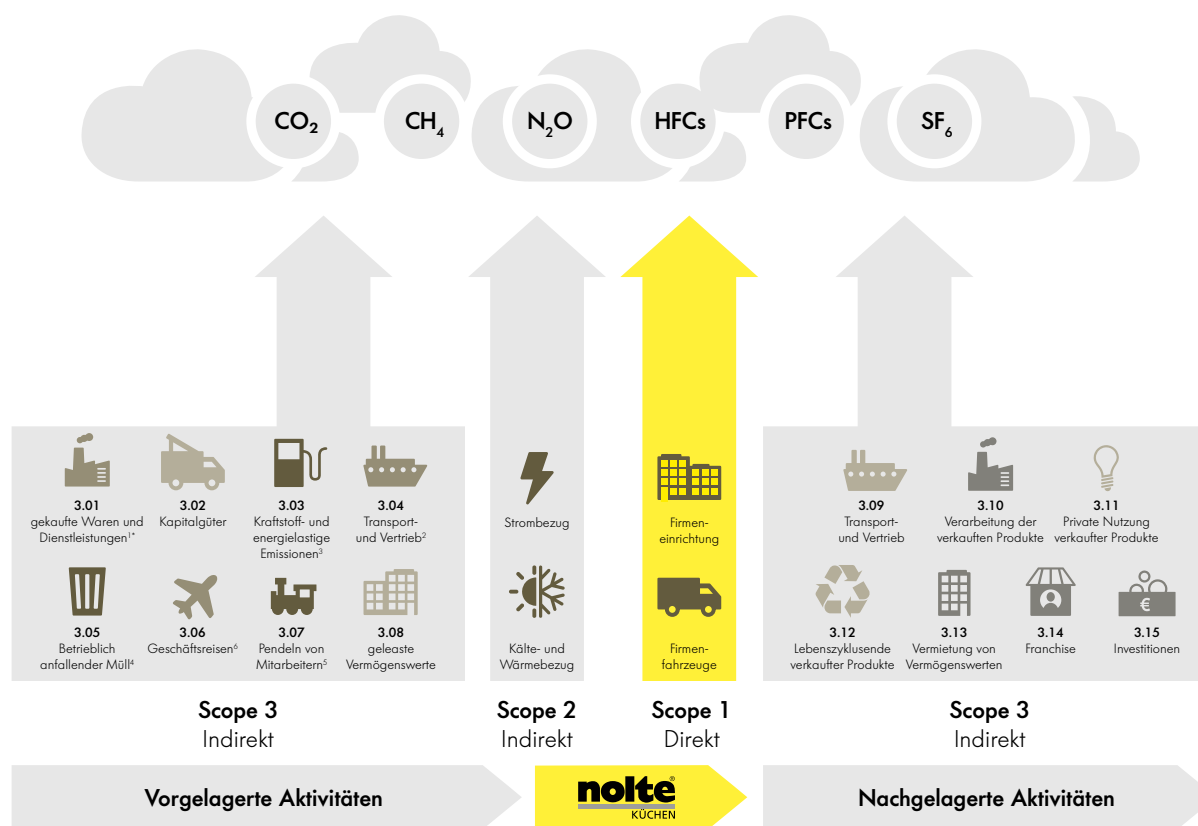 CO₂
CH₄
N₂O
HFCs
PFCs
SF₆
3.01
gekaufte Waren und
Dienstleistungen¹*
3.02
Kapitalgüter
3.03
Kraftstoff- und
energielastige
Emissionen³
3.04
Transport-
und Vertrieb²
3.05
Betrieblich
anfallender Müll⁴
3.06
Geschäftsreisen⁶
3.07
Pendeln von
Mitarbeitern⁵
3.08
geleaste
Vermögenswerte
Strombezug
Kälte- und
Wärmebezug
Firmen-
einrichtung
Firmen-
fahrzeuge
3.09
Transport-
und Vertrieb
3.10
Verarbeitung der
verkauften Produkte
3.11
Private Nutzung
verkaufter Produkte
3.12
Lebenszyklusende
verkaufter Produkte
3.13
Vermietung von
Vermögenswerten
3.14
Franchise
€
3.15
Investitionen
Scope 3
Indirekt
Scope 2
Indirekt
Scope 1
Direkt
Scope 3
Indirekt
Vorgelagerte Aktivitäten
nolte®
KÜCHEN
Nachgelagerte Aktivitäten